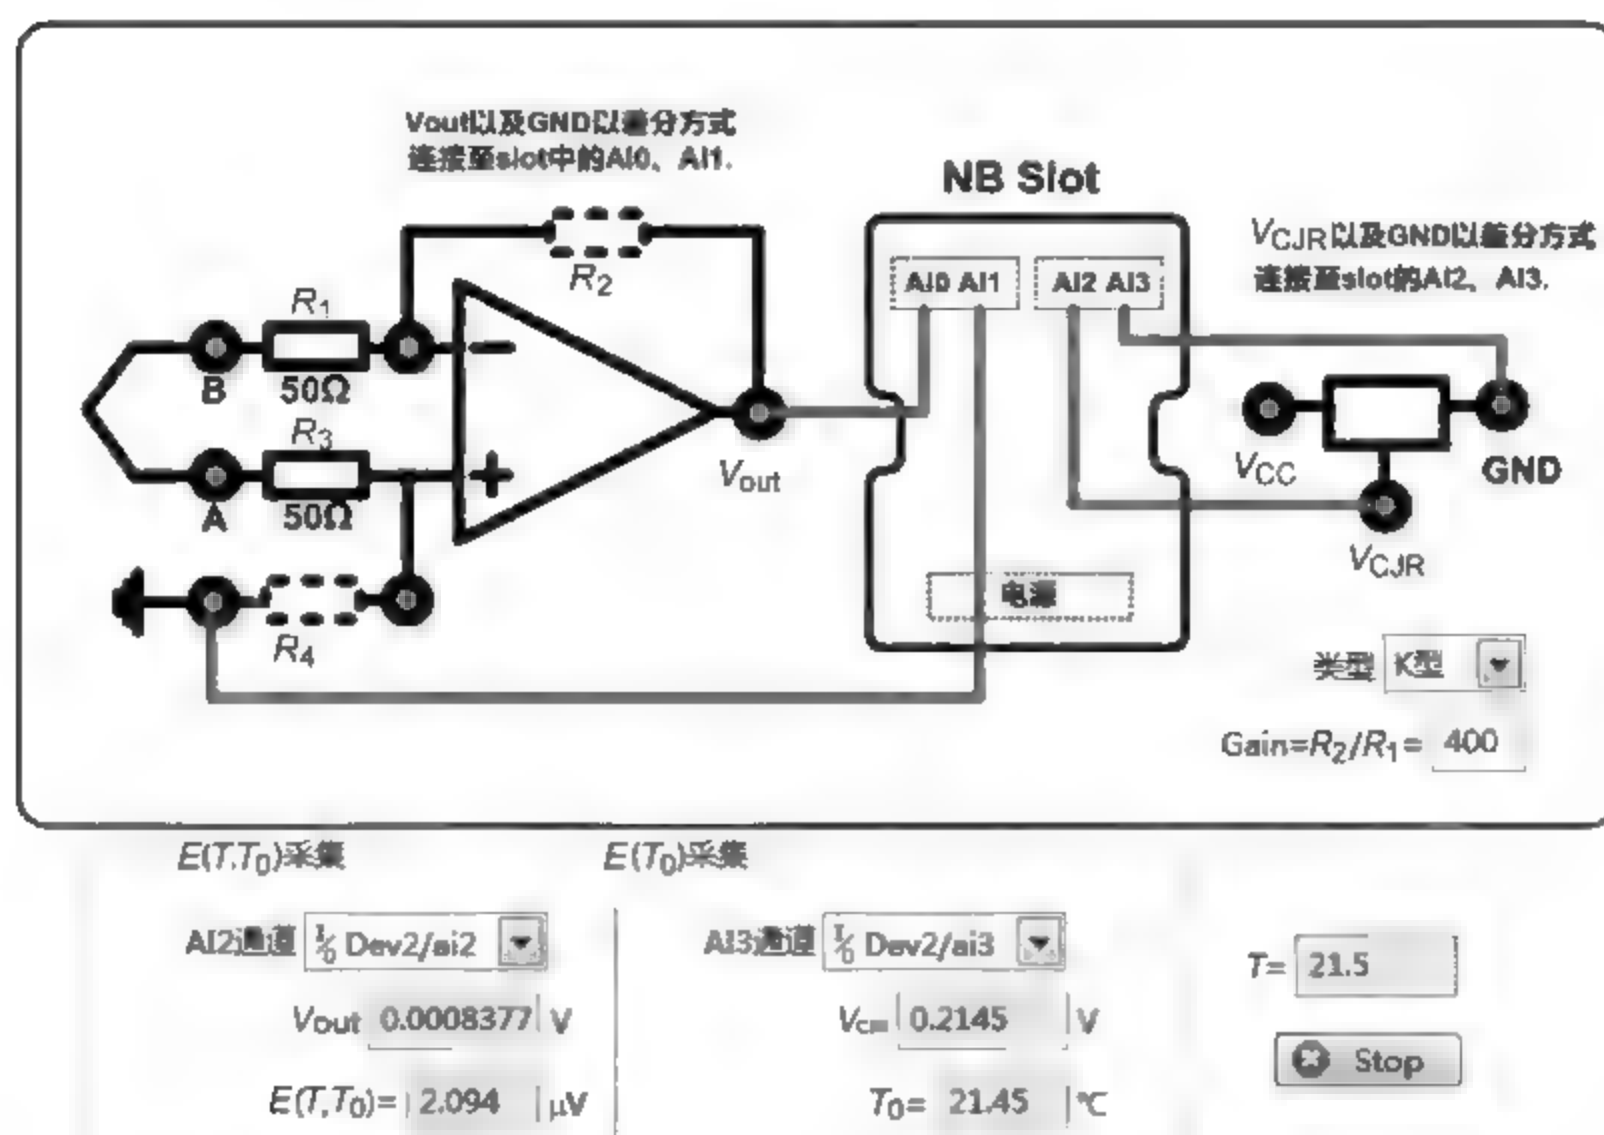 Vout以及GND以差分方式
连接至slot中的AI0、AI1.
NB Slot
VCJR以及GND以差分方式
连接至slot的AI2、AI3.
AI0 AI1
AI2 AI3
R2
R1
B
50Ω
R3
A
50Ω
R4
Vout
VCC
GND
VCJR
电源
类型 K型
Gain=R2/R1= 400
E(T,T0)采集
E(T0)采集
AI2通道 Dev2/ai2
AI3通道 Dev2/ai3
T= 21.5
Vout 0.0008377 V
0.2145 V
Stop
E(T,T0)= 2.094 μV
T0= 21.45 °C